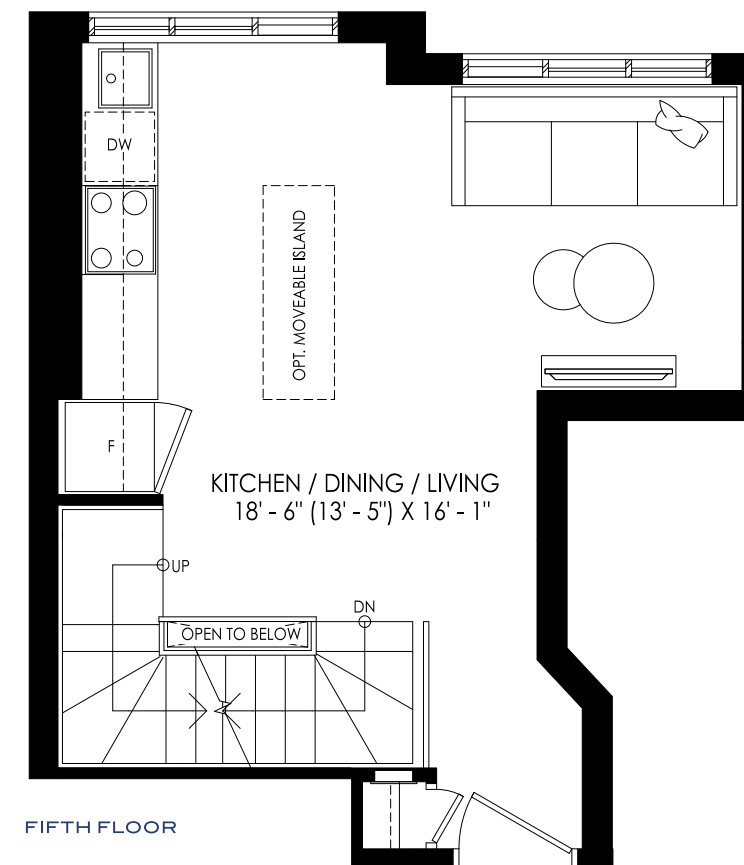 DW
OPT. MOVEABLE ISLAND
F
KITCHEN / DINING / LIVING
18' - 6" (13' - 5") X 16' - 1"
UP
DN
OPEN TO BELOW
FIFTH FLOOR